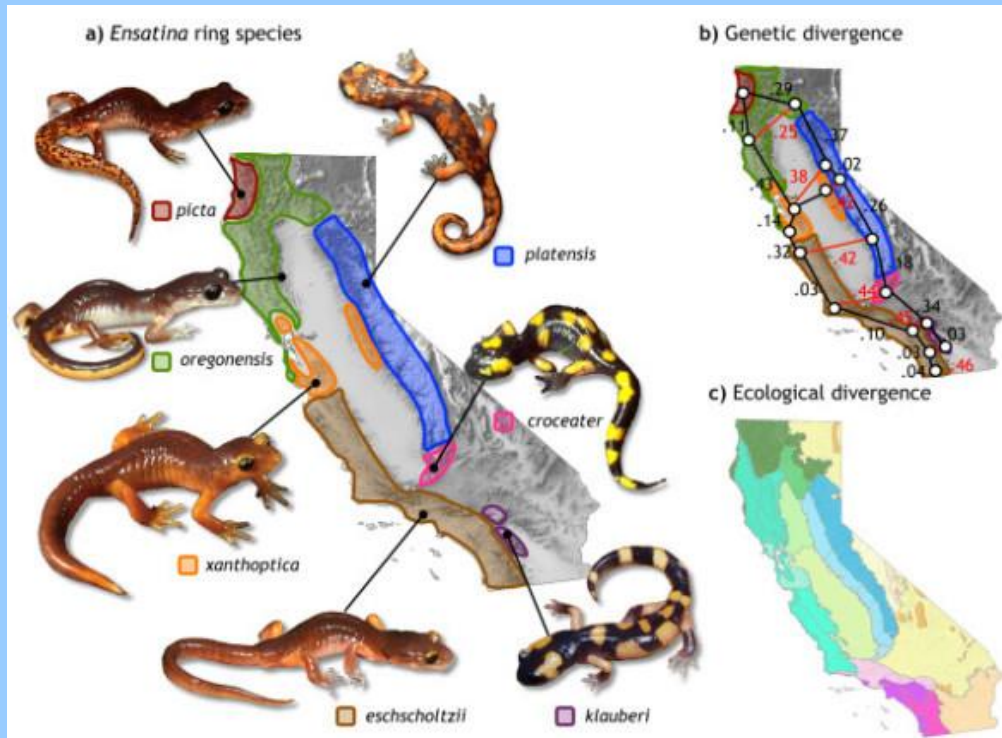 a) Ensatina ring species
picta
platensis
oregonensis
croceater
xanthoptica
eschscholtzii
klauberi
b) Genetic divergence
.29
.11
.25
.37
.38
.02
.26
.14
.32
.42
.18
.03
.44
.34
.10
.03
.03
.04
.46
c) Ecological divergence